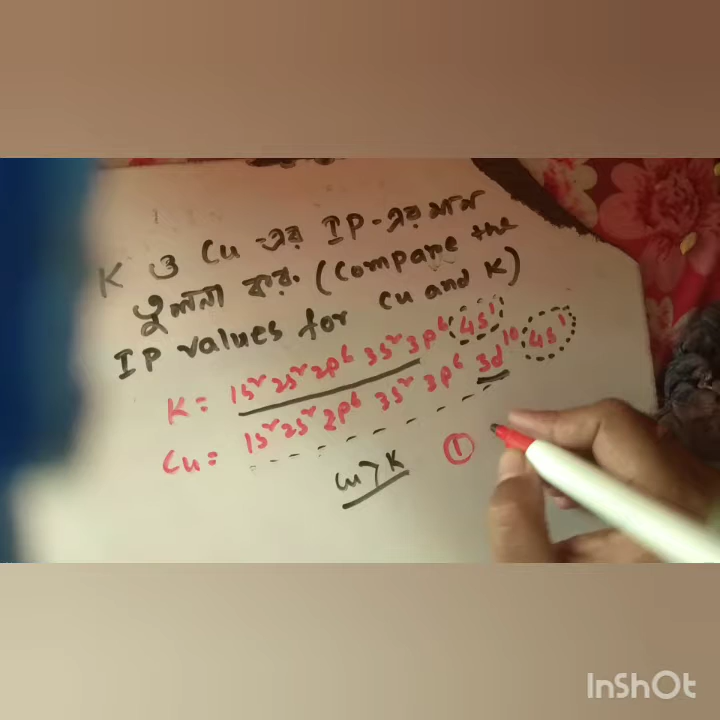 K ও Cu -এর IP-এর মান
তুলনা কর. (Compare the
IP values for Cu and K)
K = 1s² 2s² 2p⁶ 3s² 3p⁶ 4s¹
Cu = 1s² 2s² 2p⁶ 3s² 3p⁶ 3d¹⁰ 4s¹
Cu > K ①
InShOt